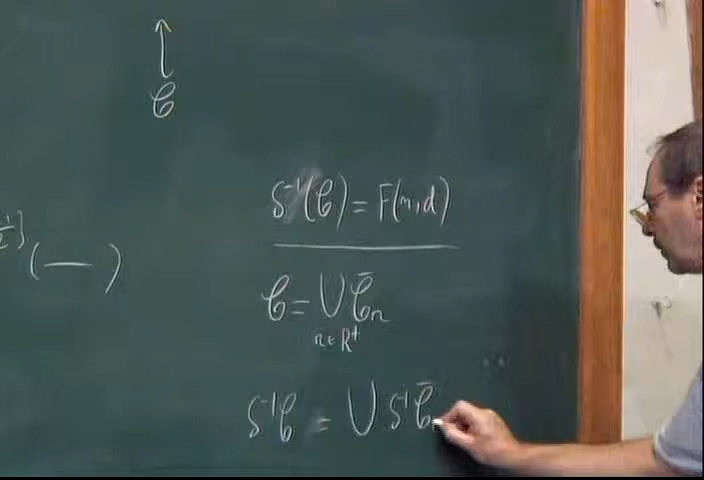 𝒞
S⁻¹(𝒞) = F(m,d)
(—)
𝒞 = ⋃ 𝒞̄ₙ
n ∈ R⁺
S⁻¹𝒞 = ⋃ S⁻¹𝒞̄